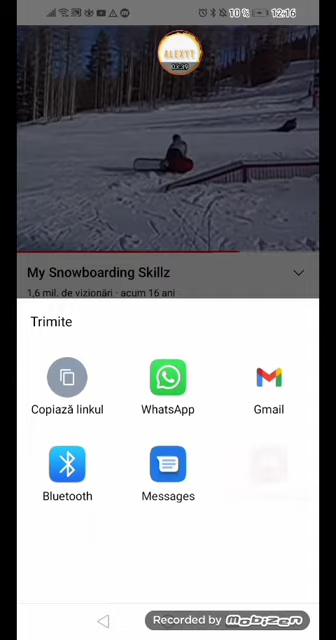 10 % 12:16
ALEXYT
My Snowboarding Skillz
1,6 mil. de vizionări · acum 16 ani
Trimite
Copiază linkul
WhatsApp
Gmail
Bluetooth
Messages
Recorded by mobizen